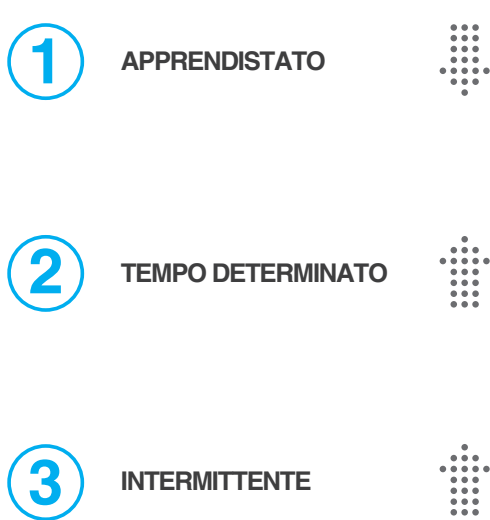 1 APPRENDISTATO
2 TEMPO DETERMINATO
3 INTERMITTENTE